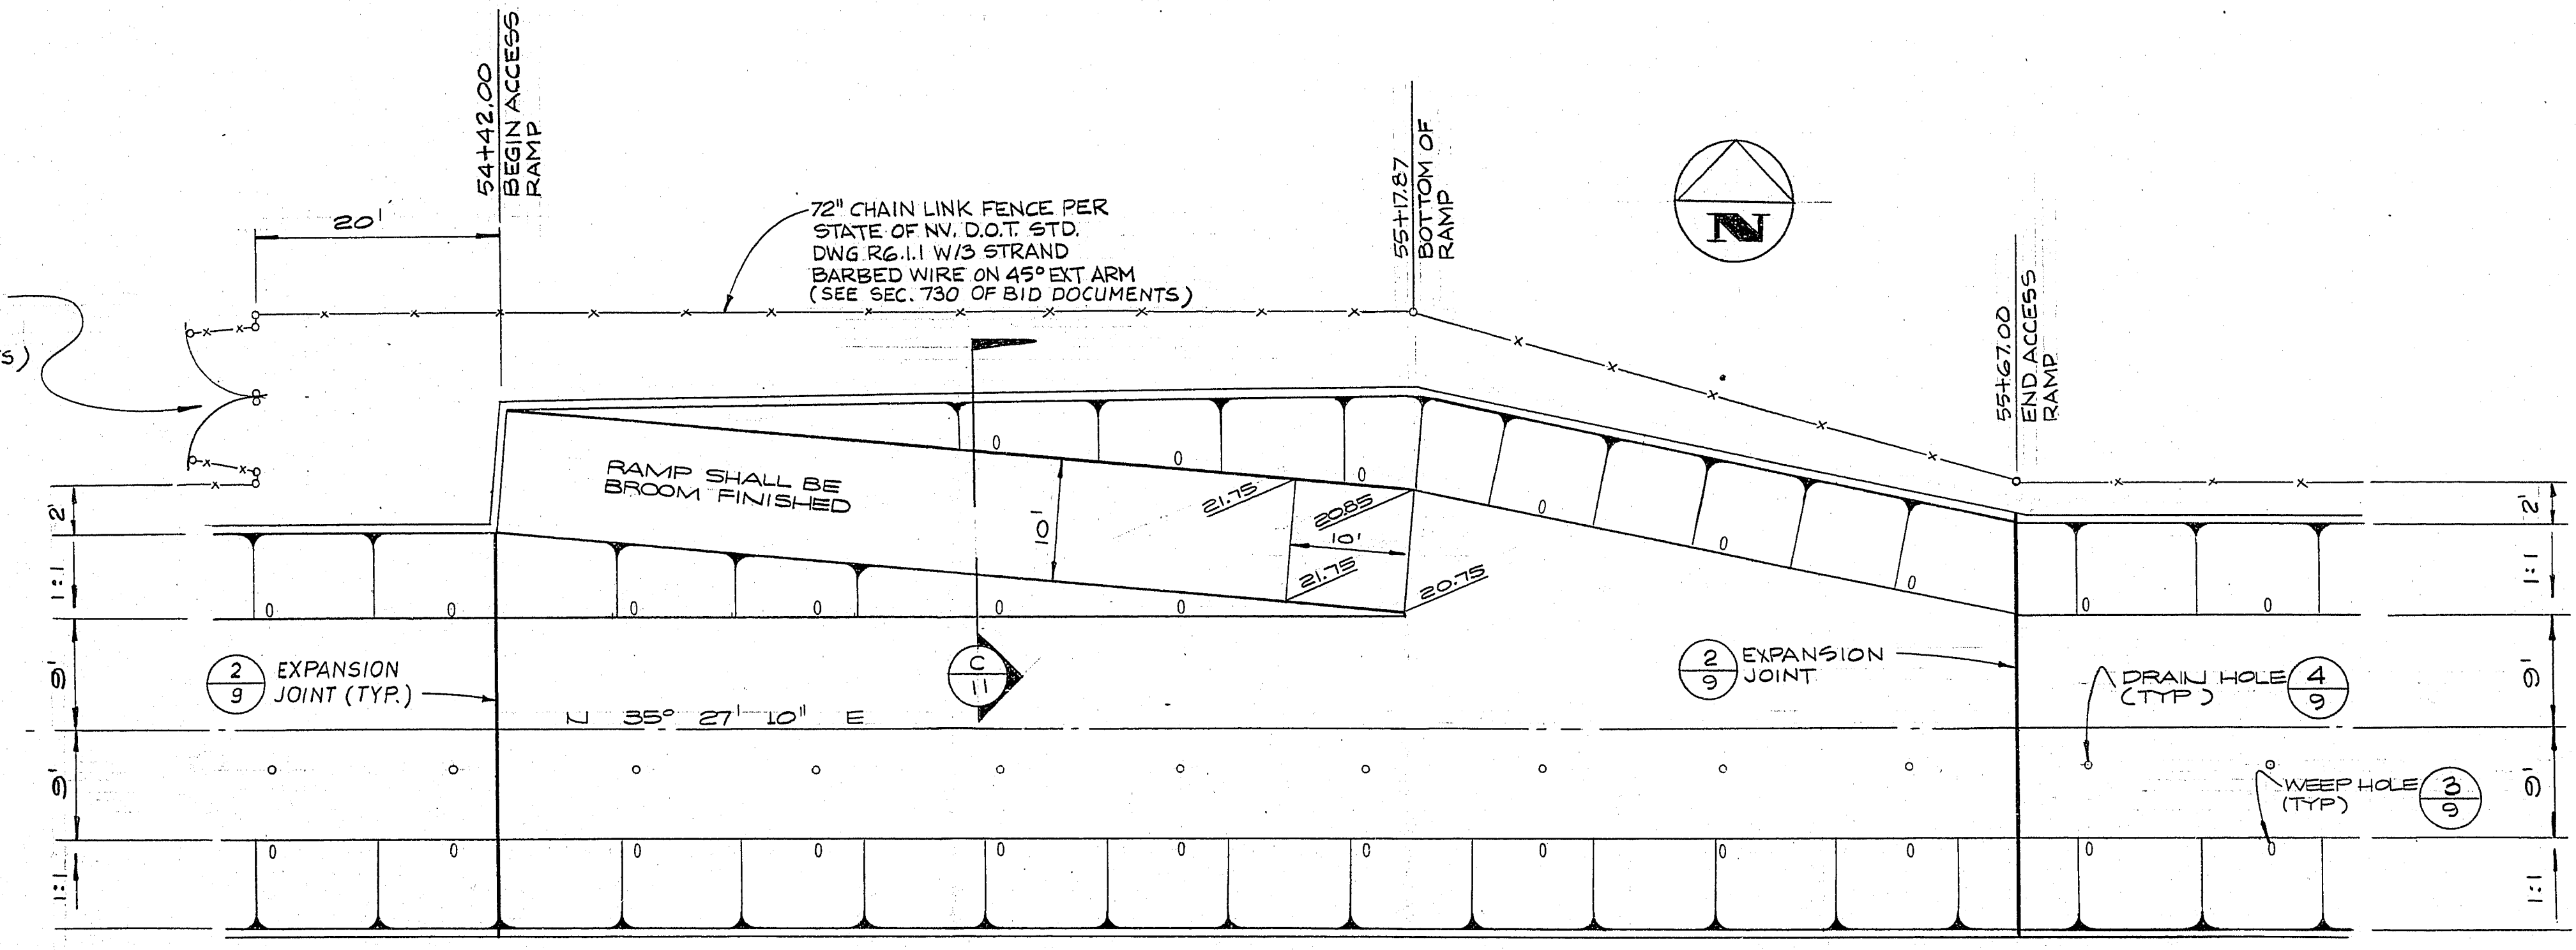 54+42.00
BEGIN ACCESS
RAMP
20'
72" CHAIN LINK FENCE PER
STATE OF NV. D.O.T. STD.
DWG R6.1.1 W/3 STRAND
BARBED WIRE ON 45° EXT ARM
(SEE SEC. 730 OF BID DOCUMENTS)
55+17.87
BOTTOM OF
RAMP
N
55+67.00
END ACCESS
RAMP
S)
RAMP SHALL BE
BROOM FINISHED
10'
21.75
20.85
10'
21.75
20.75
2'
1:1
9'
9'
1:1
2
9
EXPANSION
JOINT (TYP.)
C
11
N 35° 27' 10" E
2
9
EXPANSION
JOINT
DRAIN HOLE
(TYP)
4
9
WEEP HOLE
(TYP)
3
9
2'
1:1
9'
9'
1:1